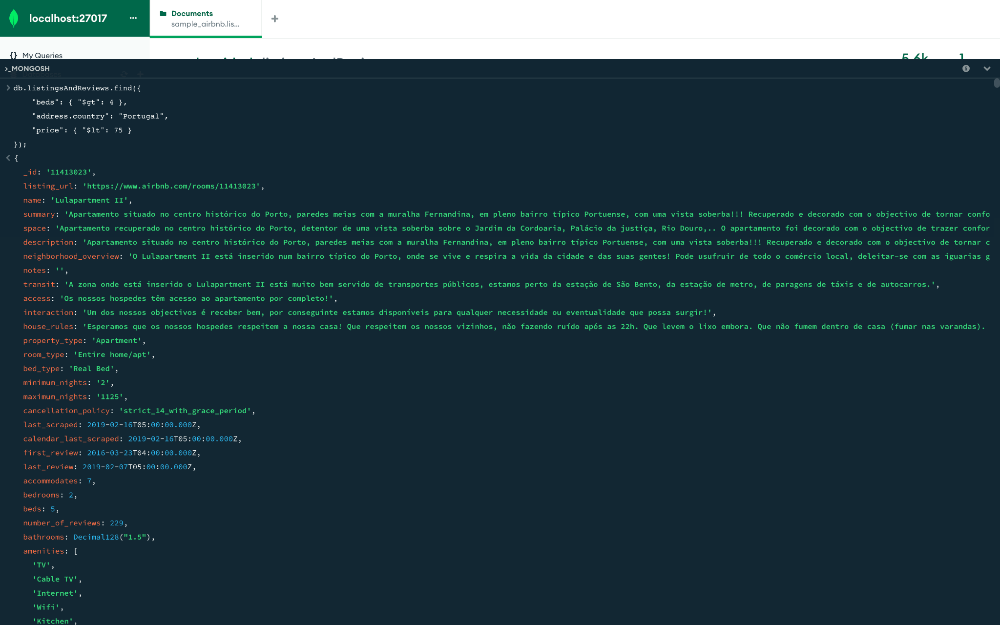 localhost:27017
Documents
sample_airbnb.lis...
My Queries
5.6k 1
>_MONGOSH
db.listingsAndReviews.find({
"beds": { "$gt": 4 },
"address.country": "Portugal",
"price": { "$lt": 75 }
});
{
_id: '11413023',
listing_url: 'https://www.airbnb.com/rooms/11413023',
name: 'Lulapartment II',
summary: 'Apartamento situado no centro histórico do Porto, paredes meias com a muralha Fernandina, em pleno bairro típico Portuense, com uma vista soberba!!! Recuperado e decorado com o objectivo de tornar confo
space: 'Apartamento recuperado no centro histórico do Porto, detentor de uma vista soberba sobre o Jardim da Cordoaria, Palácio da justiça, Rio Douro,.. O apartamento foi decorado com o objectivo de trazer confor
description: 'Apartamento situado no centro histórico do Porto, paredes meias com a muralha Fernandina, em pleno bairro típico Portuense, com uma vista soberba!!! Recuperado e decorado com o objectivo de tornar c
neighborhood_overview: 'O Lulapartment II está inserido num bairro típico do Porto, onde se vive e respira a vida da cidade e das suas gentes! Pode usufruir de todo o comércio local, deleitar-se com as iguarias g
notes: '',
transit: 'A zona onde está inserido o Lulapartment II está muito bem servido de transportes públicos, estamos perto da estação de São Bento, da estação de metro, de paragens de táxis e de autocarros.',
access: 'Os nossos hospedes têm acesso ao apartamento por completo!',
interaction: 'Um dos nossos objectivos é receber bem, por conseguinte estamos disponíveis para qualquer necessidade ou eventualidade que possa surgir!',
house_rules: 'Esperamos que os nossos hospedes respeitem a nossa casa! Que respeitem os nossos vizinhos, não fazendo ruído após as 22h. Que levem o lixo embora. Que não fumem dentro de casa (fumar nas varandas).
property_type: 'Apartment',
room_type: 'Entire home/apt',
bed_type: 'Real Bed',
minimum_nights: '2',
maximum_nights: '1125',
cancellation_policy: 'strict_14_with_grace_period',
last_scraped: 2019-02-16T05:00:00.000Z,
calendar_last_scraped: 2019-02-16T05:00:00.000Z,
first_review: 2016-03-23T04:00:00.000Z,
last_review: 2019-02-07T05:00:00.000Z,
accommodates: 7,
bedrooms: 2,
beds: 5,
number_of_reviews: 229,
bathrooms: Decimal128("1.5"),
amenities: [
'TV',
'Cable TV',
'Internet',
'Wifi',
'Kitchen',